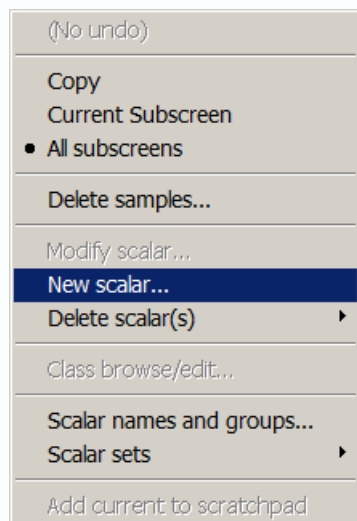 (No undo)
Copy
Current Subscreen
All subscreens
Delete samples...
Modify scalar...
New scalar...
Delete scalar(s)
Class browse/edit...
Scalar names and groups...
Scalar sets
Add current to scratchpad